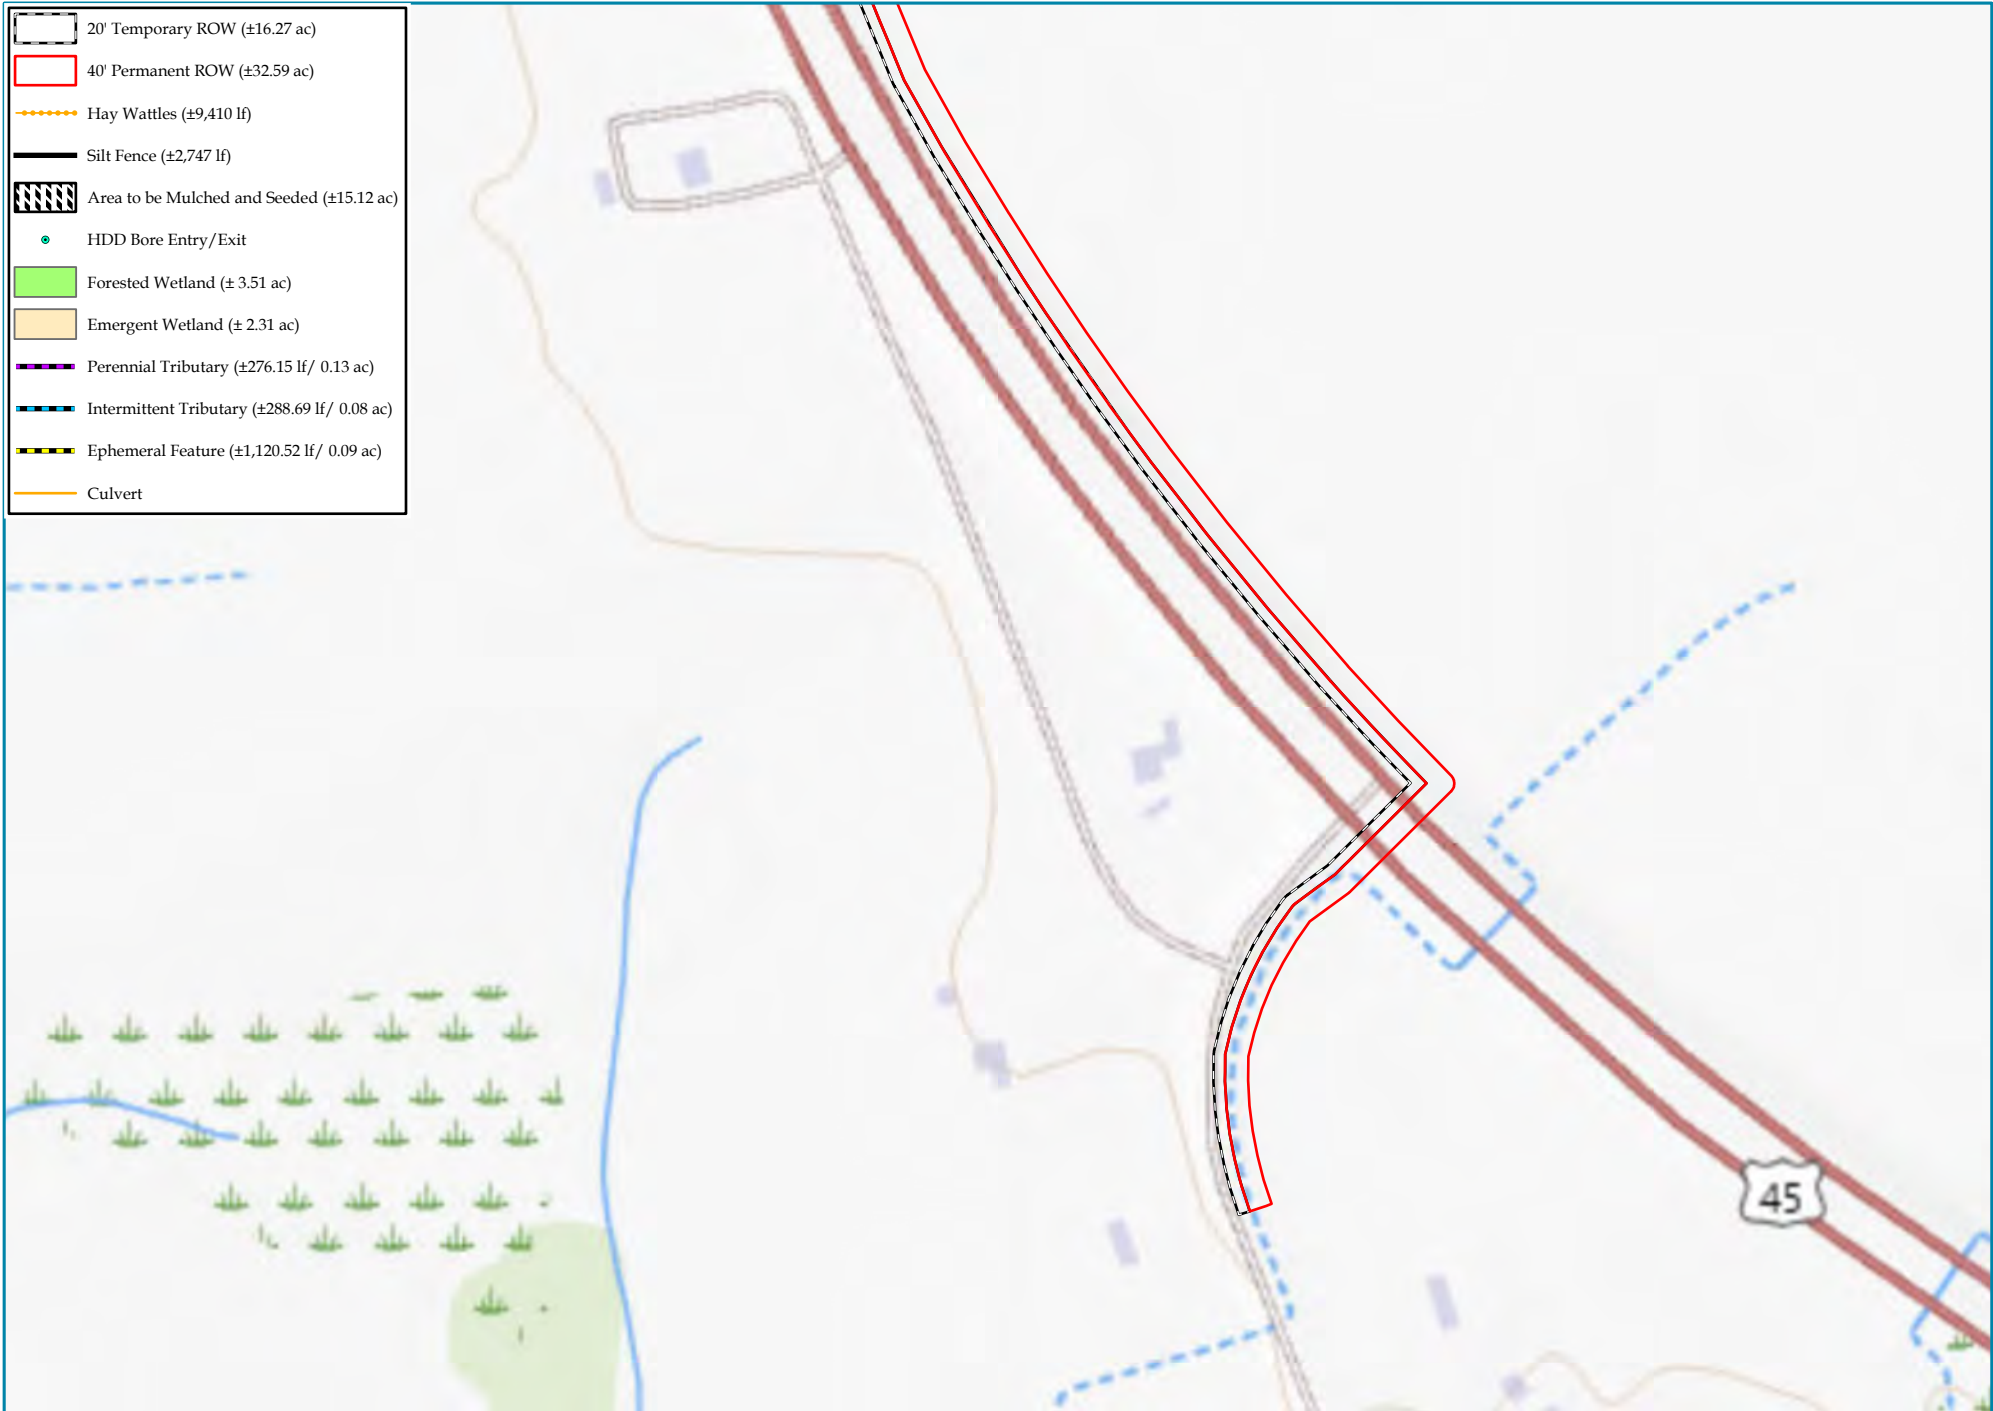 20' Temporary ROW (±16.27 ac)
40' Permanent ROW (±32.59 ac)
Hay Wattles (±9,410 lf)
Silt Fence (±2,747 lf)
Area to be Mulched and Seeded (±15.12 ac)
HDD Bore Entry/Exit
Forested Wetland (± 3.51 ac)
Emergent Wetland (± 2.31 ac)
Perennial Tributary (±276.15 lf/ 0.13 ac)
Intermittent Tributary (±288.69 lf/ 0.08 ac)
Ephemeral Feature (±1,120.52 lf/ 0.09 ac)
Culvert
45